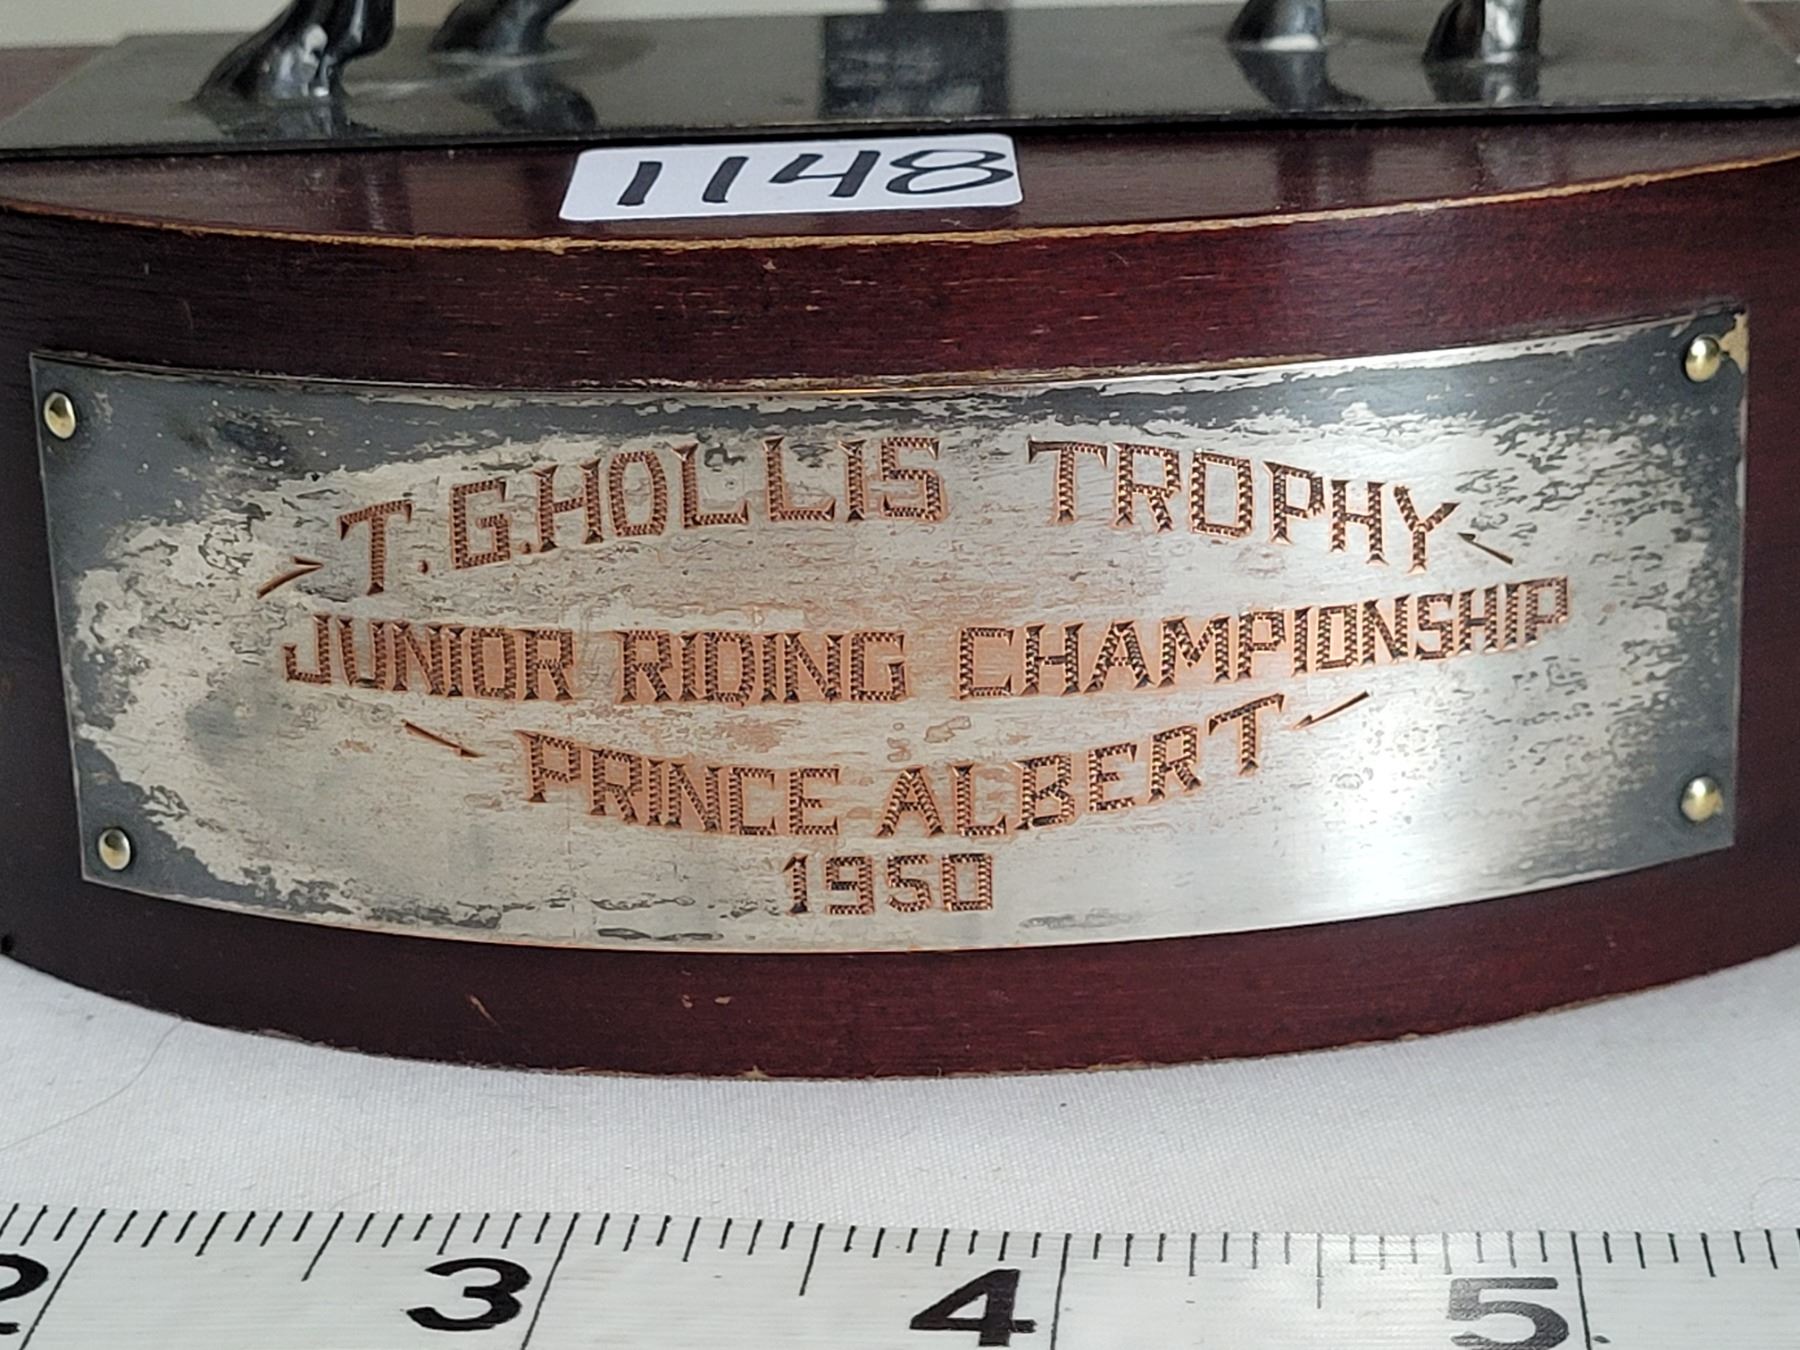 1148
T.G.HOLLIS TROPHY
JUNIOR RIDING CHAMPIONSHIP
PRINCE ALBERT
1950
2 3 4 5